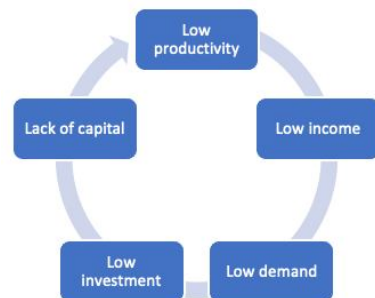 Low
productivity
Low income
Low demand
Low
investment
Lack of capital